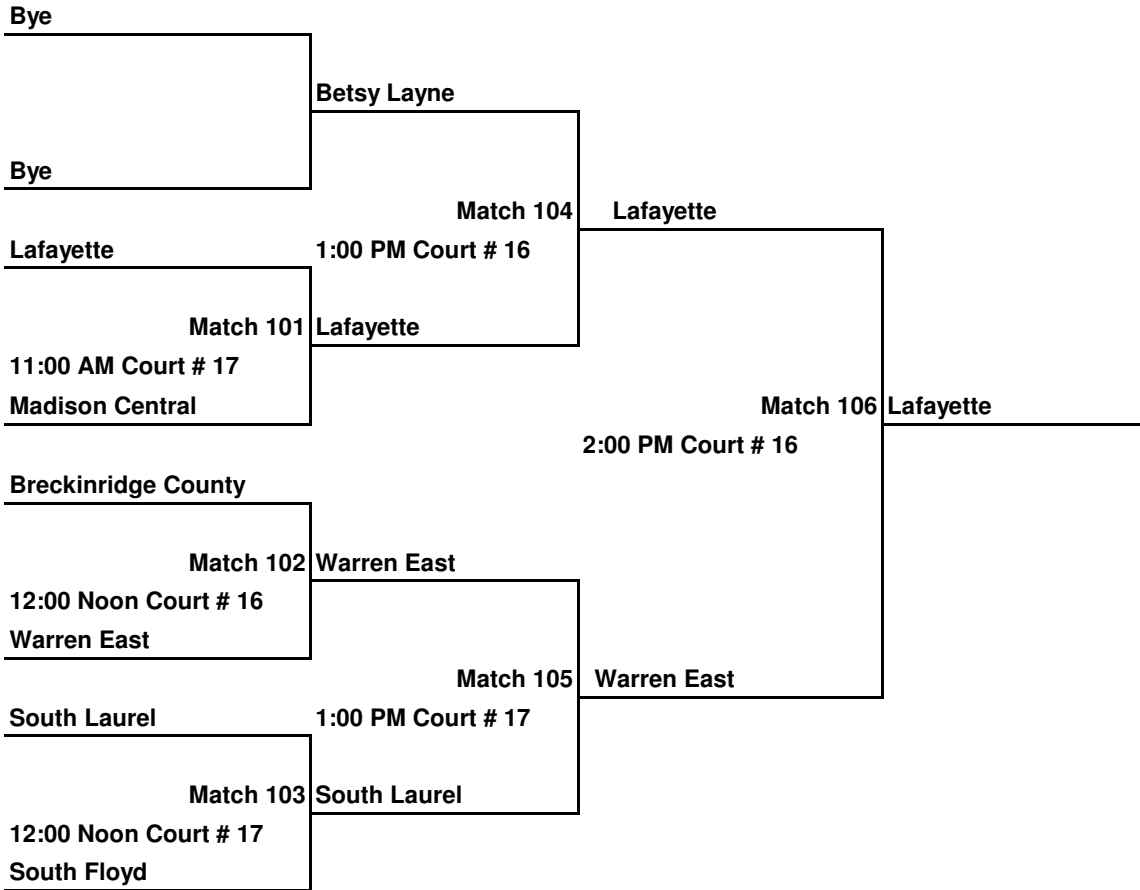 Bye
Betsy Layne
Bye
Match 104 Lafayette
Lafayette 1:00 PM Court # 16
Match 101 Lafayette
11:00 AM Court # 17
Madison Central Match 106 Lafayette
2:00 PM Court # 16
Breckinridge County
Match 102 Warren East
12:00 Noon Court # 16
Warren East
Match 105 Warren East
South Laurel 1:00 PM Court # 17
Match 103 South Laurel
12:00 Noon Court # 17
South Floyd